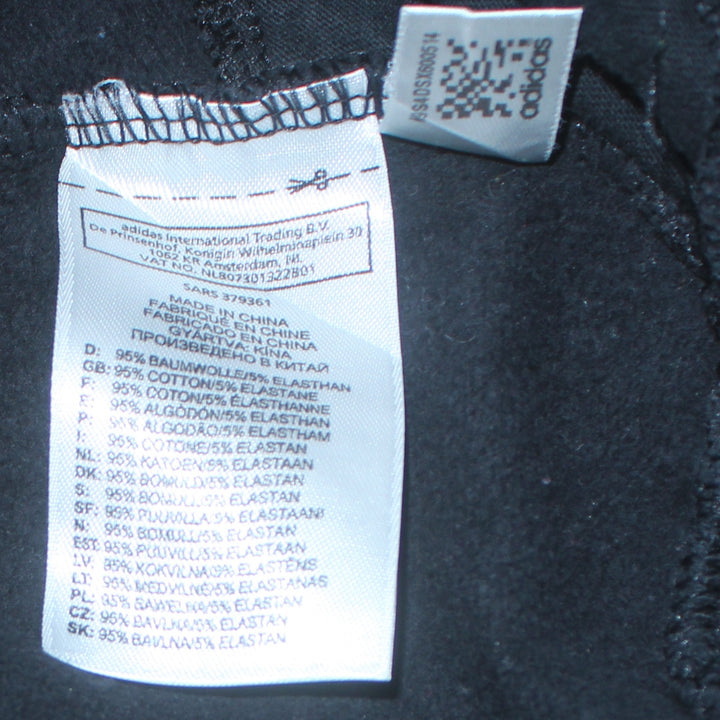 adidas International Trading B.V.
De Prinsenhof, Konigin Wilhelminaplein 30
1062 KR Amsterdam, NL
VAT NO. NL807301322B01
SARS 379361
MADE IN CHINA
FABRIQUÉ EN CHINE
FABRICADO EN CHINA
GYÁRTVA: KÍNA
ПРОИЗВЕДЕНО В КИТАЙ
D: 95% BAUMWOLLE/5% ELASTHAN
GB: 95% COTTON/5% ELASTANE
F: 95% COTON/5% ELASTHANNE
E: 95% ALGODÓN/5% ELASTHAN
P: 95% ALGODÃO/5% ELASTHAM
I: 95% COTONE/5% ELASTAN
NL: 95% KATOEN/5% ELASTAAN
DK: 95% BOMULD/5% ELASTAN
S: 95% BOMULL/5% ELASTAN
SF: 95% PUUVILLA/5% ELASTAANI
N: 95% BOMULL/5% ELASTAN
EST: 95% PUUVILL/5% ELASTAAN
LV: 95% KOKVILNA/5% ELASTĒNS
LT: 95% MEDVILNĖ/5% ELASTANAS
PL: 95% BAWEŁNA/5% ELASTAN
CZ: 95% BAVLNA/5% ELASTAN
SK: 95% BAVLNA/5% ELASTAN
adidas